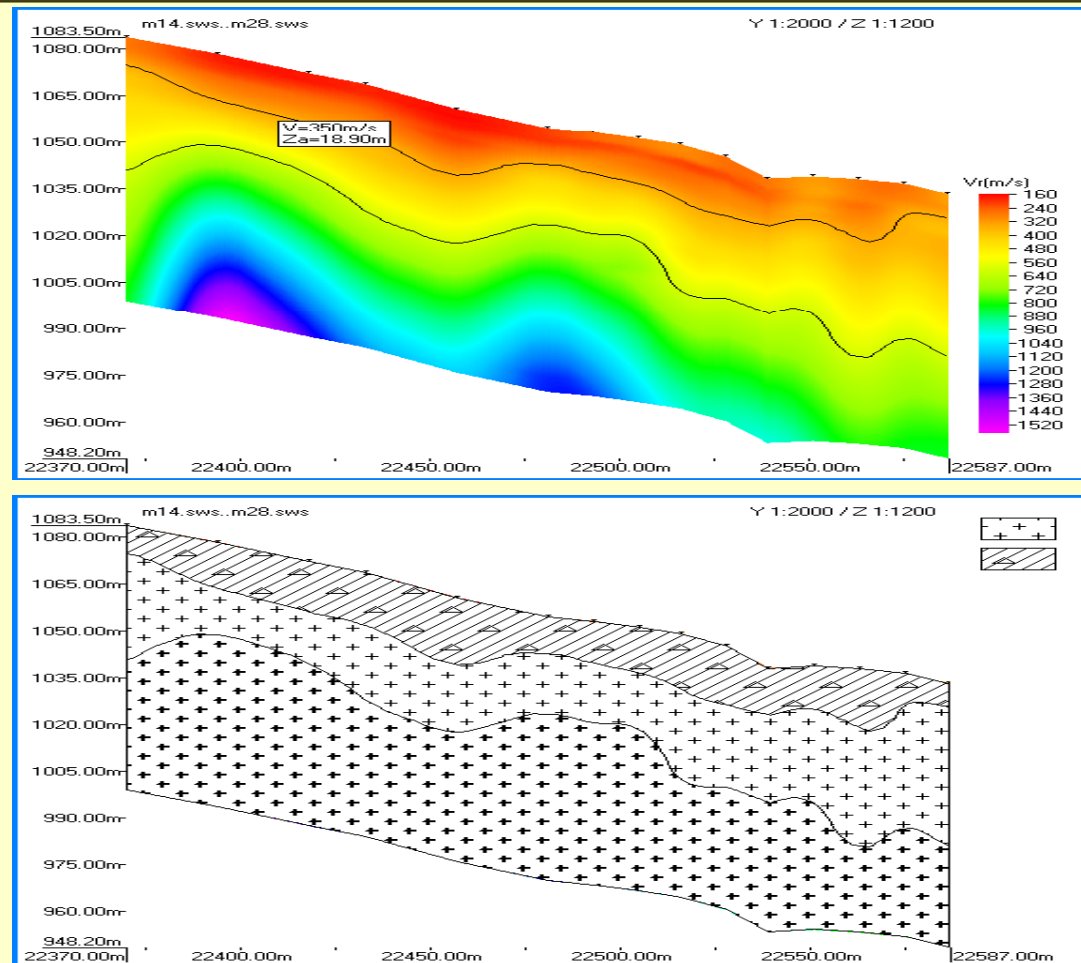 m14.sws..m28.sws
Y 1:2000 / Z 1:1200
1083.50m
1080.00m
1065.00m
1050.00m
1035.00m
1020.00m
1005.00m
990.00m
975.00m
960.00m
948.20m
V=350m/s
Za=18.90m
Vr(m/s)
160
240
320
400
480
560
640
720
800
880
960
1040
1120
1200
1280
1360
1440
1520
22370.00m 22400.00m 22450.00m 22500.00m 22550.00m 22587.00m
m14.sws..m28.sws
Y 1:2000 / Z 1:1200
1083.50m
1080.00m
1065.00m
1050.00m
1035.00m
1020.00m
1005.00m
990.00m
975.00m
960.00m
948.20m
22370.00m 22400.00m 22450.00m 22500.00m 22550.00m 22587.00m